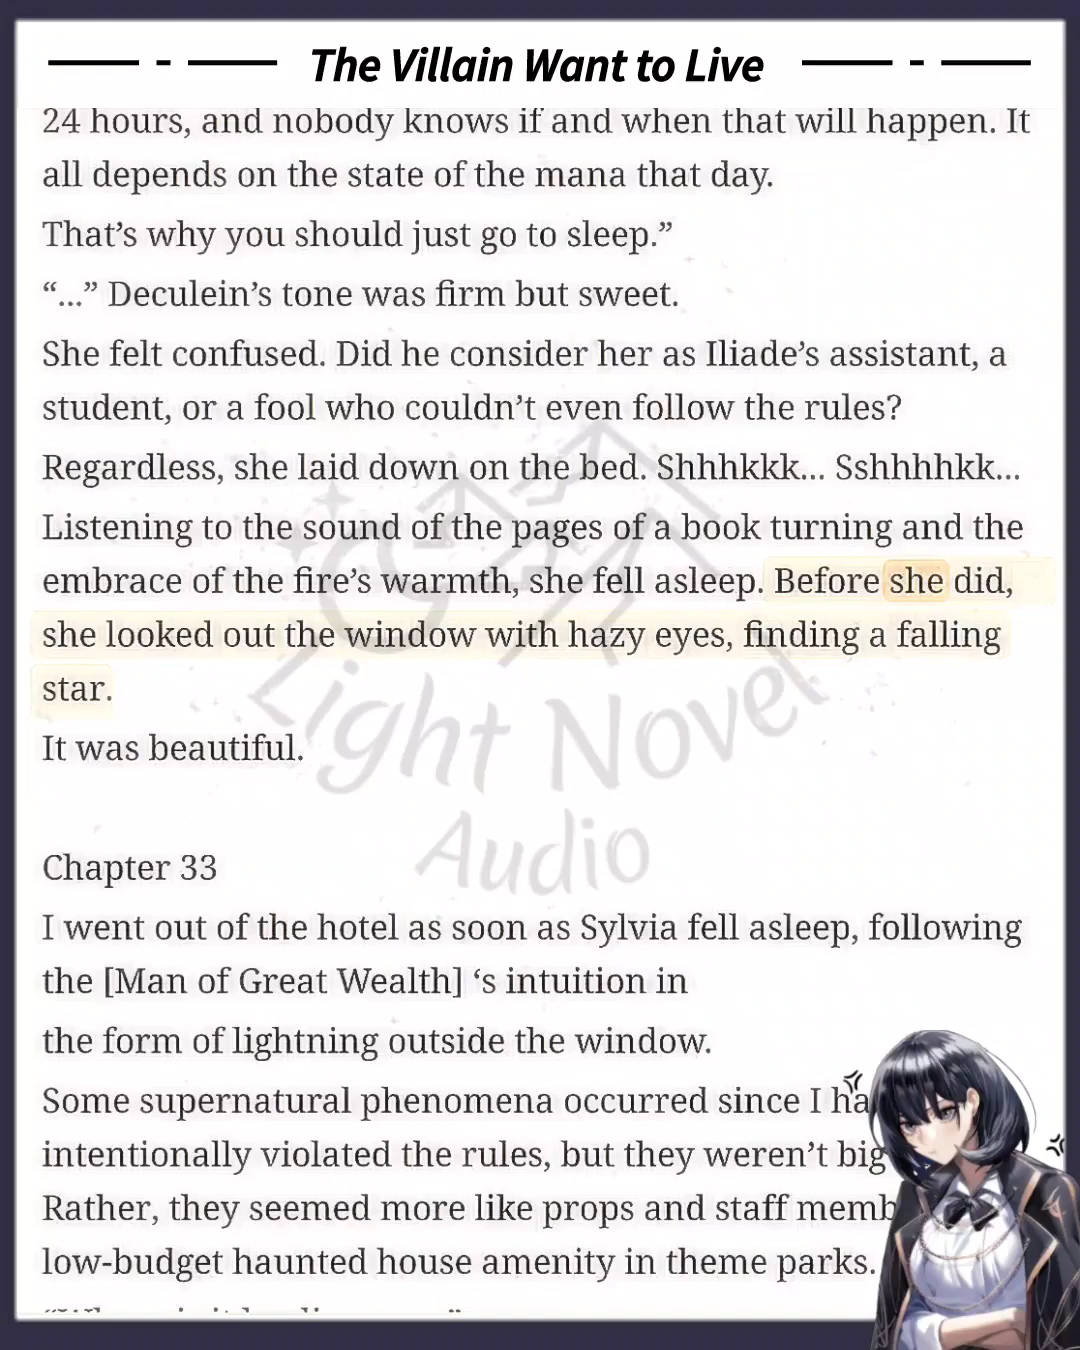 The Villain Want to Live
24 hours, and nobody knows if and when that will happen. It
all depends on the state of the mana that day.
That’s why you should just go to sleep.”
“...” Deculein’s tone was firm but sweet.
She felt confused. Did he consider her as Iliade’s assistant, a
student, or a fool who couldn’t even follow the rules?
Regardless, she laid down on the bed. Shhhkkk... Sshhhhkk...
Listening to the sound of the pages of a book turning and the
embrace of the fire’s warmth, she fell asleep. Before she did,
she looked out the window with hazy eyes, finding a falling
star.
It was beautiful.
Light Novel
Audio
Chapter 33
I went out of the hotel as soon as Sylvia fell asleep, following
the [Man of Great Wealth] ‘s intuition in
the form of lightning outside the window.
Some supernatural phenomena occurred since I
intentionally violated the rules, but they weren’t big
Rather, they seemed more like props and staff
low-budget haunted house amenity in theme parks.